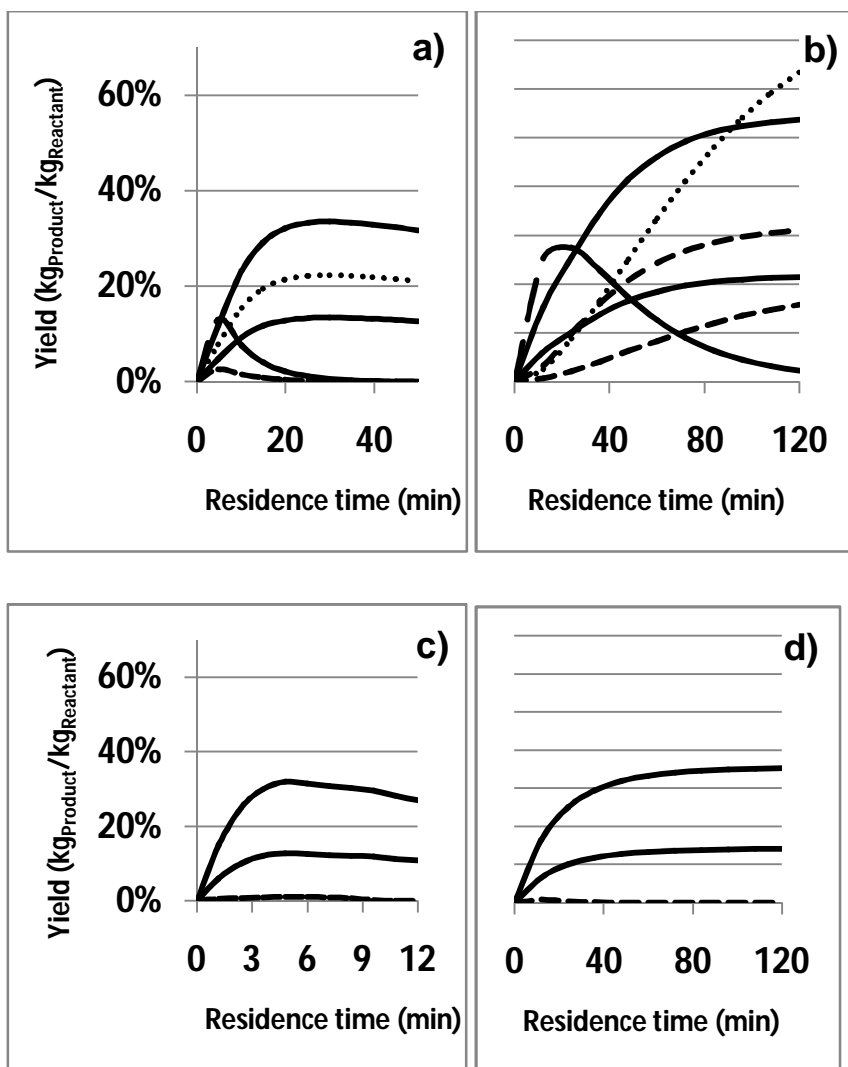 a)
60%
40%
20%
0%
Yield (kgProduct/kgReactant)
0 20 40
Residence time (min)
b)
0 40 80 120
Residence time (min)
c)
60%
40%
20%
0%
Yield (kgProduct/kgReactant)
0 3 6 9 12
Residence time (min)
d)
0 40 80 120
Residence time (min)